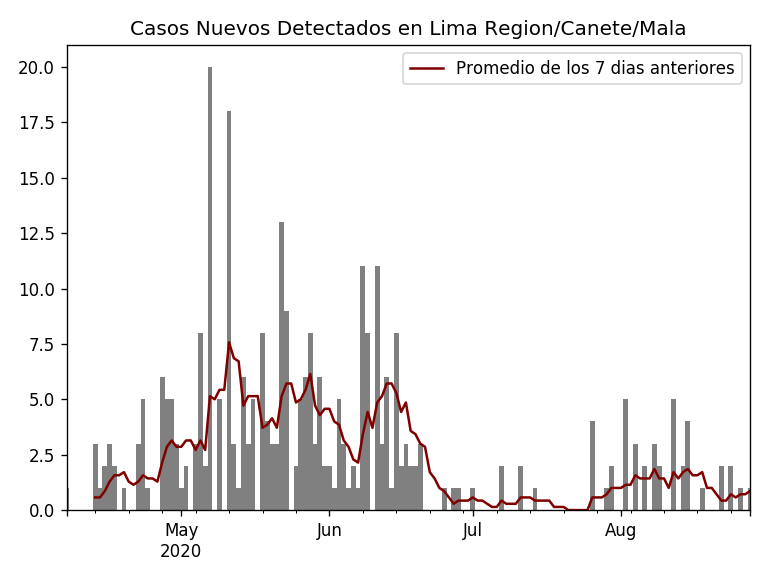 Casos Nuevos Detectados en Lima Region/Canete/Mala
Promedio de los 7 dias anteriores
20.0
17.5
15.0
12.5
10.0
7.5
5.0
2.5
0.0
May
2020
Jun
Jul
Aug